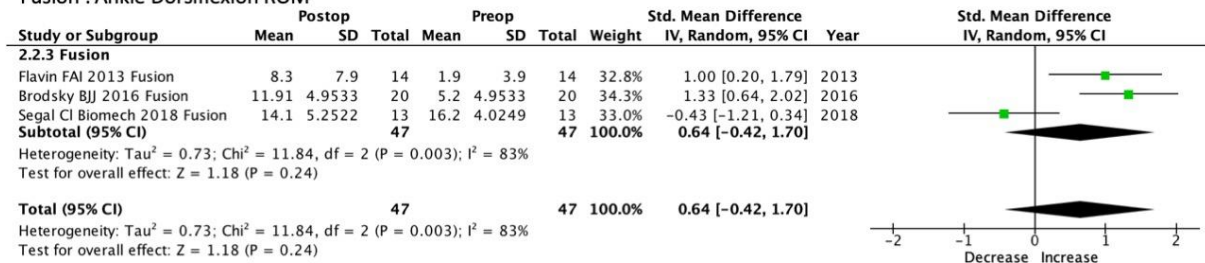 Fusion : Ankle Dorsiflexion ROM
Postop Preop Std. Mean Difference Std. Mean Difference
Study or Subgroup Mean SD Total Mean SD Total Weight IV, Random, 95% CI Year IV, Random, 95% CI
2.2.3 Fusion
Flavin FAI 2013 Fusion 8.3 7.9 14 1.9 3.9 14 32.8% 1.00 [0.20, 1.79] 2013
Brodsky BJJ 2016 Fusion 11.91 4.9533 20 5.2 4.9533 20 34.3% 1.33 [0.64, 2.02] 2016
Segal Cl Biomech 2018 Fusion 14.1 5.2522 13 16.2 4.0249 13 33.0% −0.43 [−1.21, 0.34] 2018
Subtotal (95% CI) 47 47 100.0% 0.64 [−0.42, 1.70]
Heterogeneity: Tau² = 0.73; Chi² = 11.84, df = 2 (P = 0.003); I² = 83%
Test for overall effect: Z = 1.18 (P = 0.24)
Total (95% CI) 47 47 100.0% 0.64 [−0.42, 1.70]
Heterogeneity: Tau² = 0.73; Chi² = 11.84, df = 2 (P = 0.003); I² = 83%
Test for overall effect: Z = 1.18 (P = 0.24)
−2 −1 0 1 2
Decrease Increase